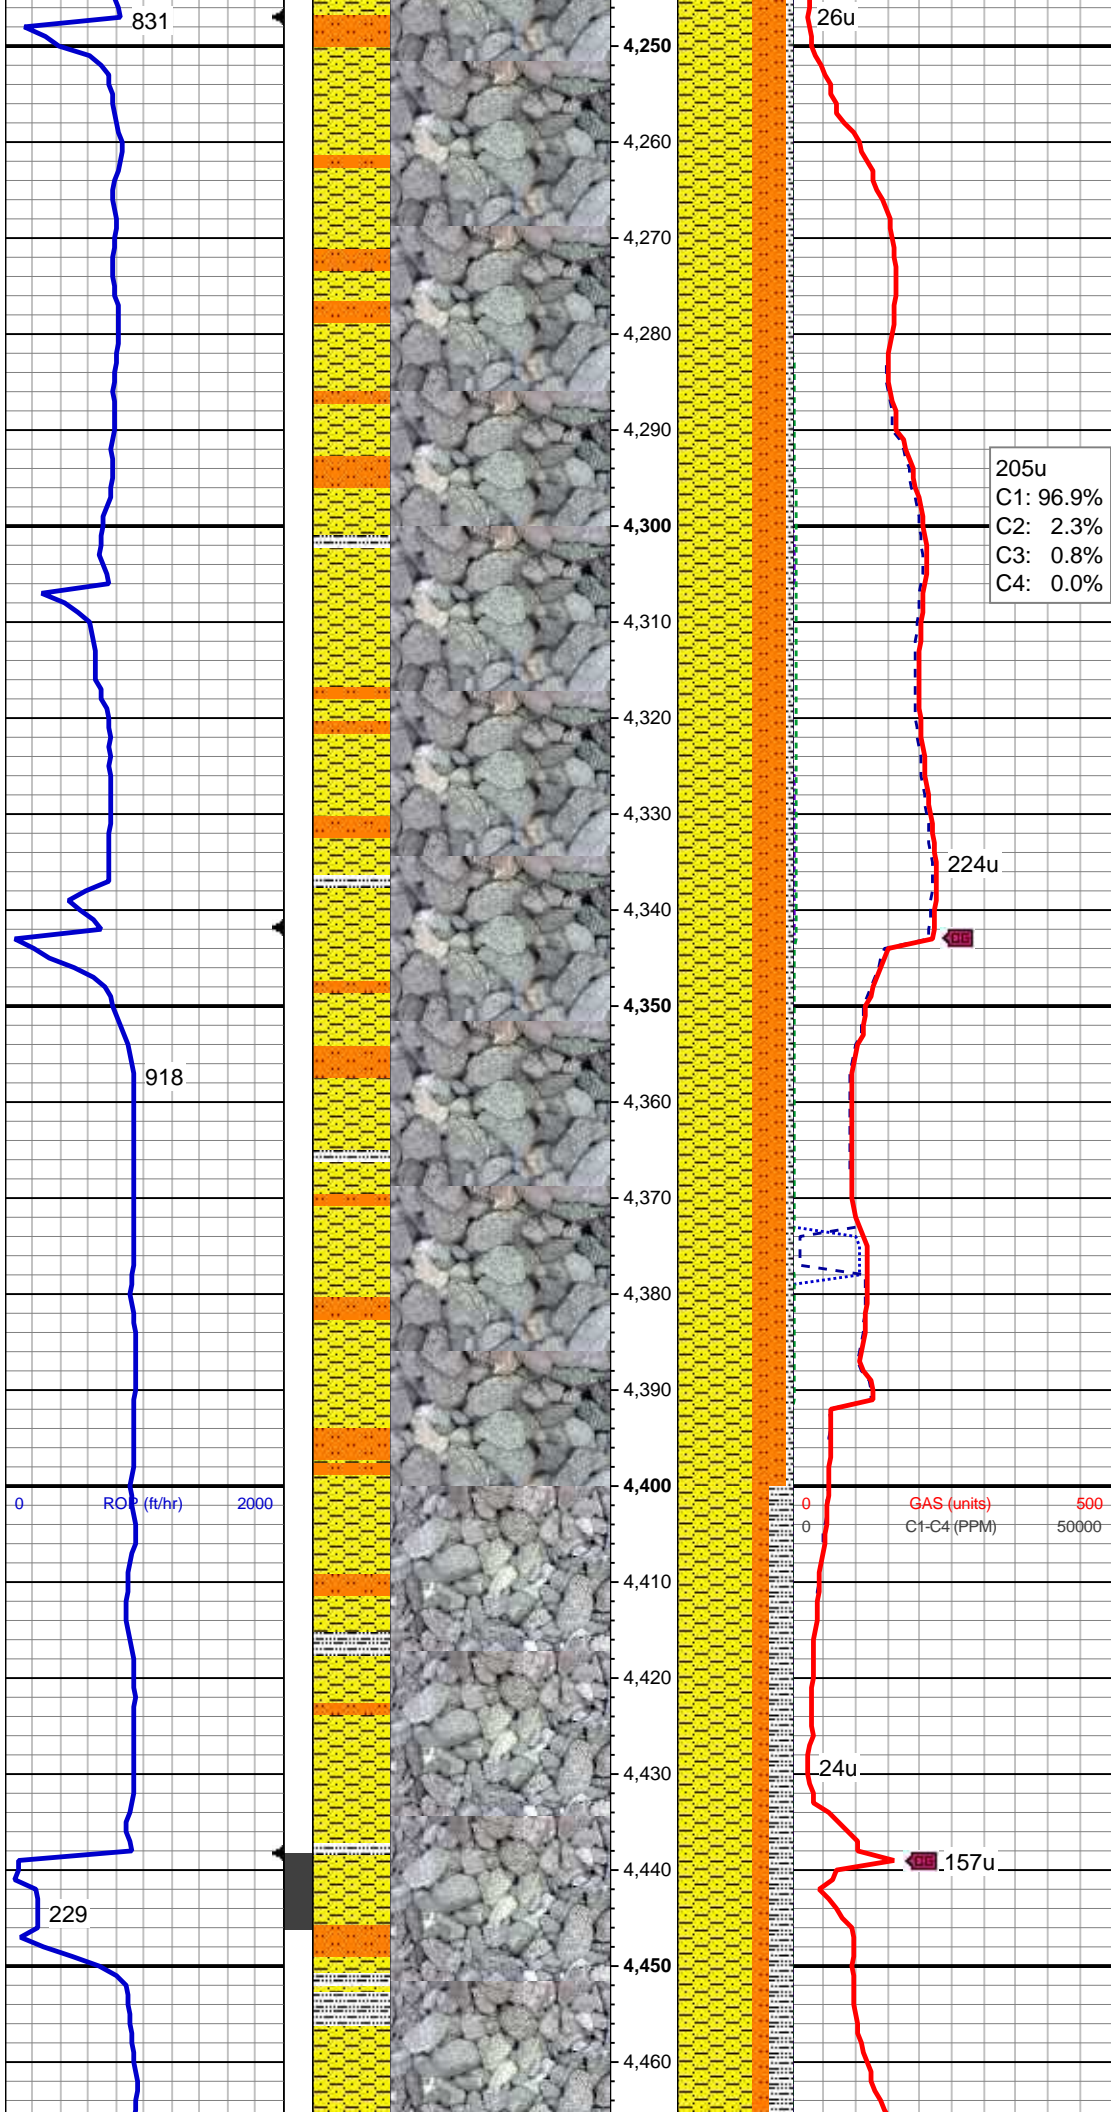 831
26u
4,250
4,260
4,270
4,280
4,290
205u
C1: 96.9%
C2: 2.3%
C3: 0.8%
C4: 0.0%
4,300
4,310
4,320
4,330
224u
4,340
CG
4,350
918
4,360
4,370
4,380
4,390
4,400
0 ROP (ft/hr) 2000
0 GAS (units) 500
0 C1-C4 (PPM) 50000
4,410
4,420
4,430
24u
4,440
CG 157u
229
4,450
4,460